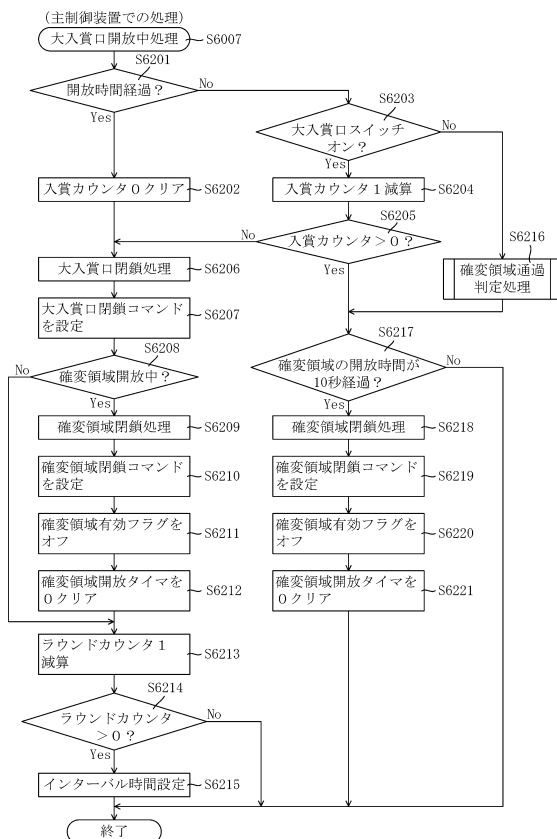 (主制御装置での処理)
大入賞口開放中処理
S6007
S6201
開放時間経過?
No
Yes
S6203
大入賞口スイッチ
オン?
No
Yes
入賞カウンタ0クリア
S6202
入賞カウンタ1減算
S6204
S6205
入賞カウンタ>0?
No
Yes
S6216
確変領域通過
判定処理
大入賞口閉鎖処理
S6206
大入賞口閉鎖コマンド
を設定
S6207
S6208
確変領域開放中?
No
Yes
S6217
確変領域の開放時間が
10秒経過?
No
Yes
確変領域閉鎖処理
S6209
確変領域閉鎖処理
S6218
確変領域閉鎖コマンド
を設定
S6210
確変領域閉鎖コマンド
を設定
S6219
確変領域有効フラグを
オフ
S6211
確変領域有効フラグを
オフ
S6220
確変領域開放タイマを
0クリア
S6212
確変領域開放タイマを
0クリア
S6221
ラウンドカウンタ1
減算
S6213
S6214
ラウンドカウンタ
>0?
No
Yes
インターバル時間設定
S6215
終了